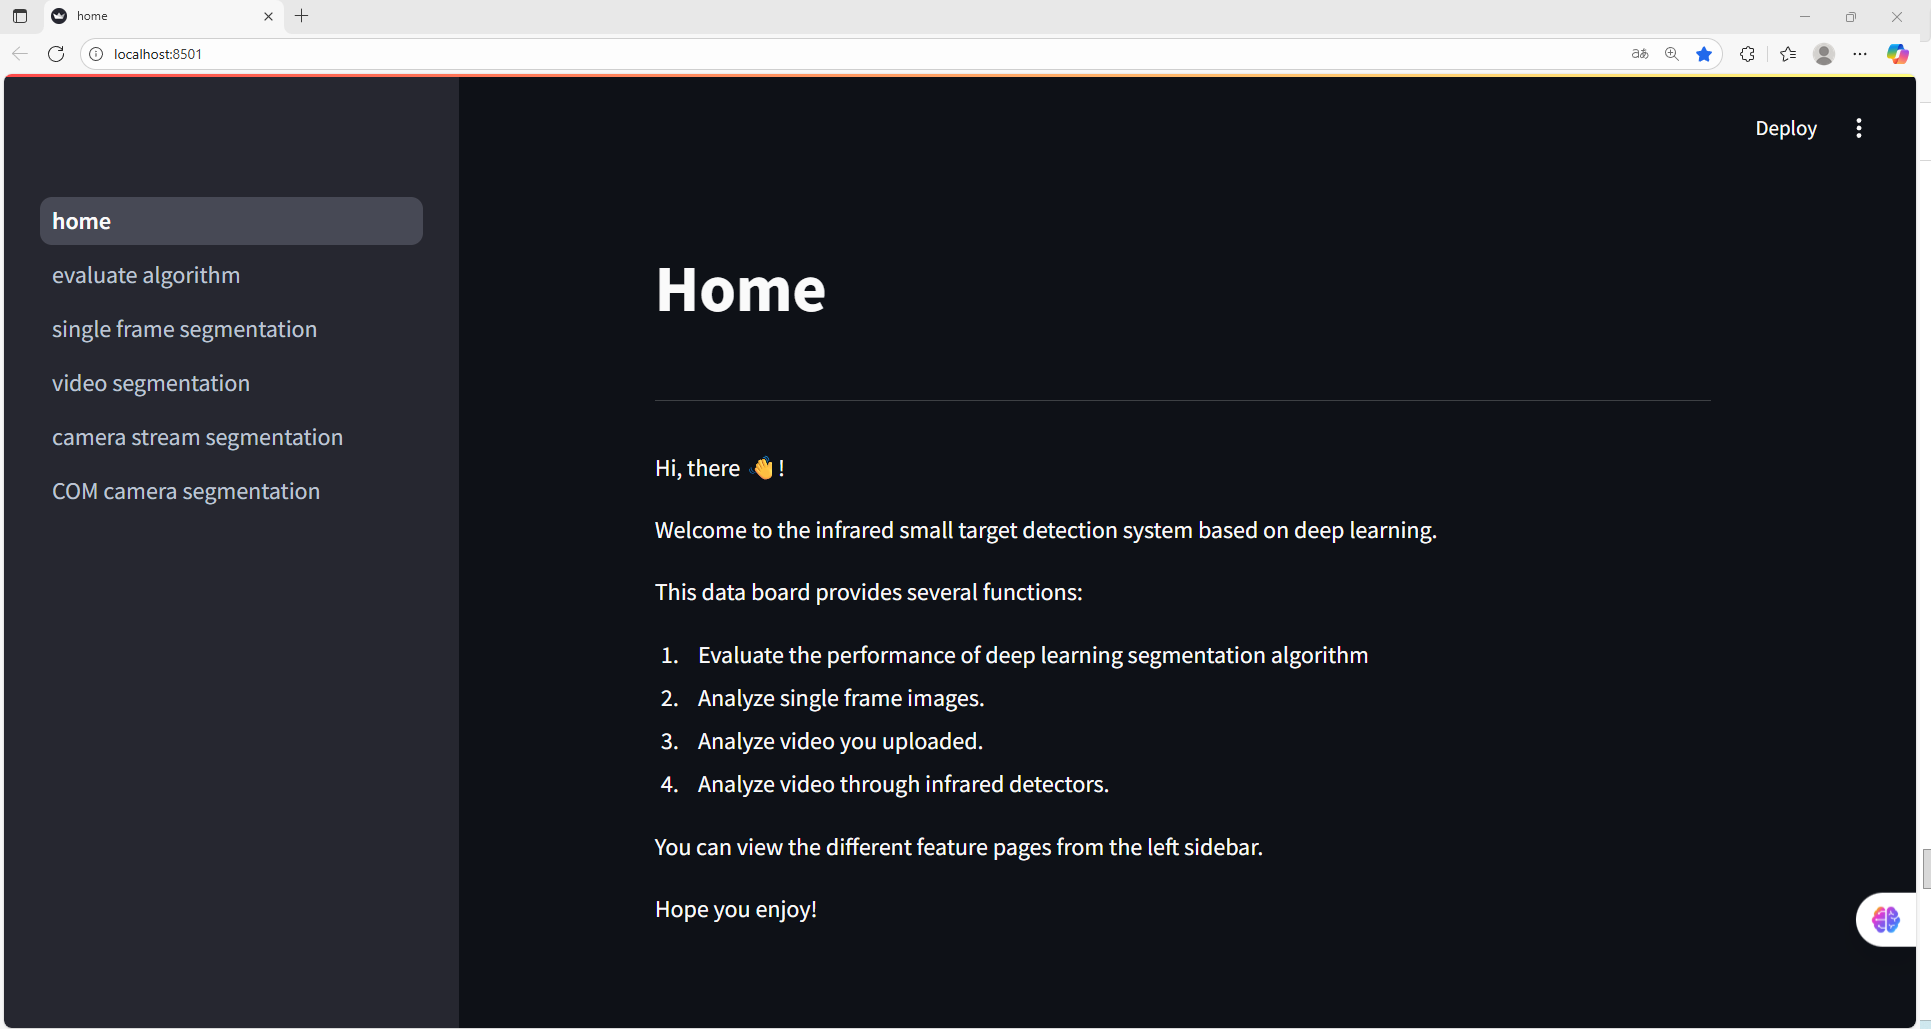 home
localhost:8501
aあ
Deploy
home
evaluate algorithm
single frame segmentation
video segmentation
camera stream segmentation
COM camera segmentation
Home
Hi, there 👋 !
Welcome to the infrared small target detection system based on deep learning.
This data board provides several functions:
1. Evaluate the performance of deep learning segmentation algorithm
2. Analyze single frame images.
3. Analyze video you uploaded.
4. Analyze video through infrared detectors.
You can view the different feature pages from the left sidebar.
Hope you enjoy!